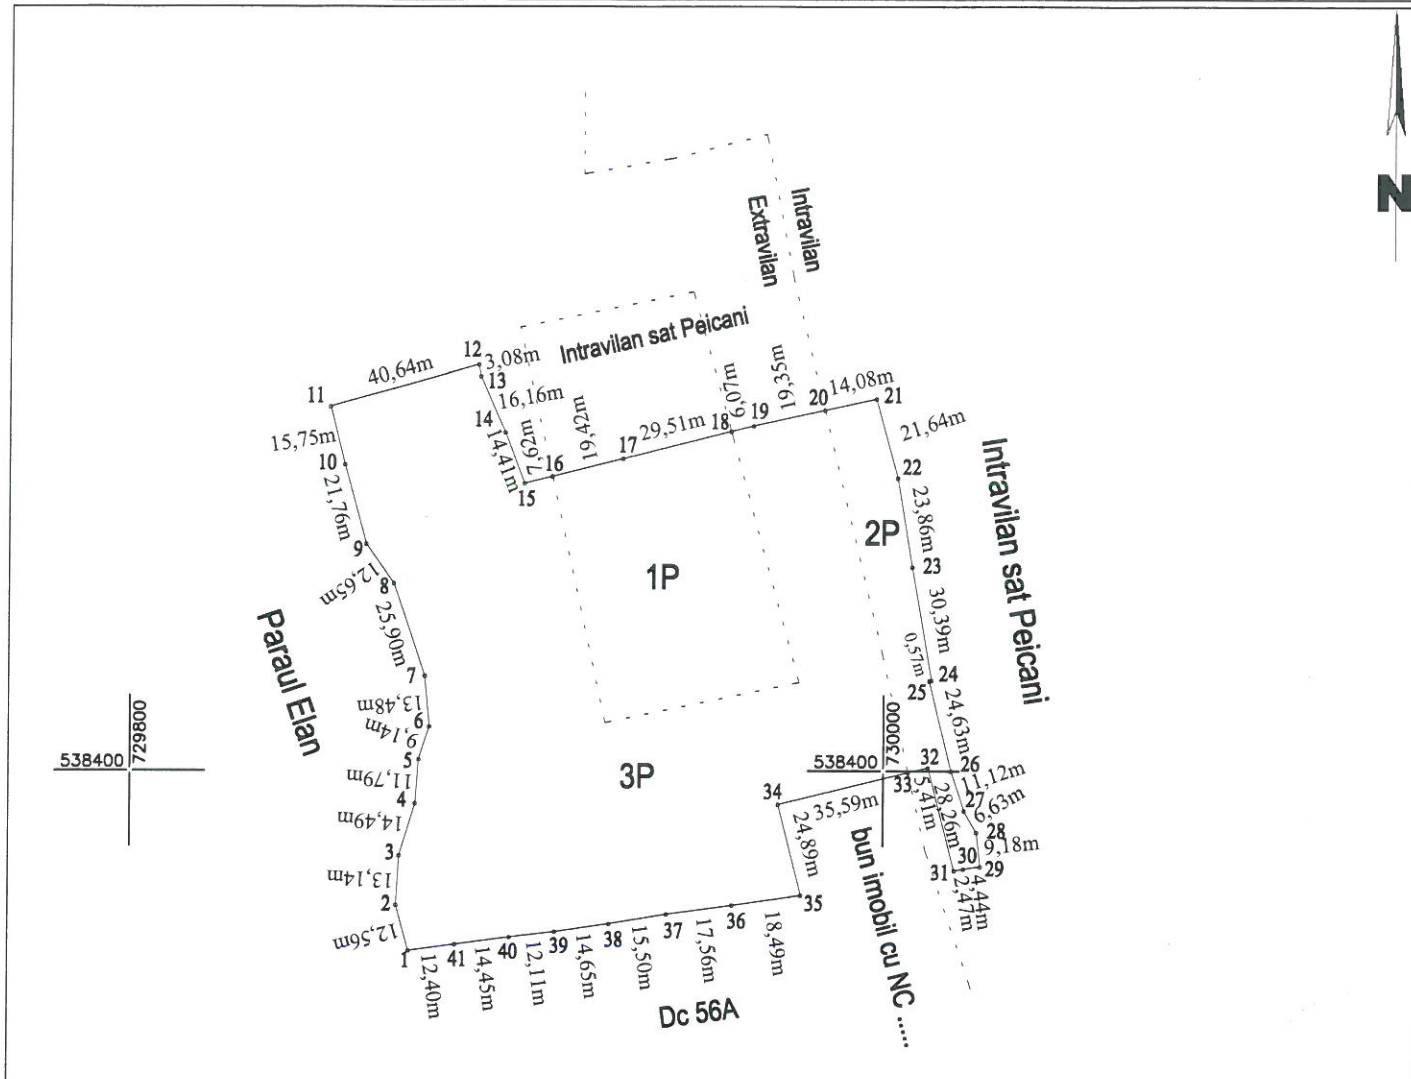 N
Intravilan
Extravilan
Intravilan sat Peicani
12
3,08m
13
40,64m
11
16,16m
14
14,41m
15,75m
10
21,76m
7,62m
19,42m
15
16
17
29,51m
18
6,07m
19
19,35m
20
14,08m
21
21,64m
22
23,86m
2P
23
30,39m
Intravilan sat Peicani
9
12,65m
8
25,90m
1P
0,57m
24
25
24,63m
7
13,48m
6
9,14m
5
11,79m
4
14,49m
3
13,14m
2
12,56m
1
Paraul Elan
538400
729800
3P
538400
730000
32
26
33
5,41m
28,26m
11,12m
27
6,63m
28
9,18m
34
35,59m
24,89m
30
29
31
4,44m
2,47m
bun imobil cu NC .....
35
36
37
38
39
40
41
12,40m
14,45m
12,11m
14,65m
15,50m
17,56m
18,49m
Dc 56A